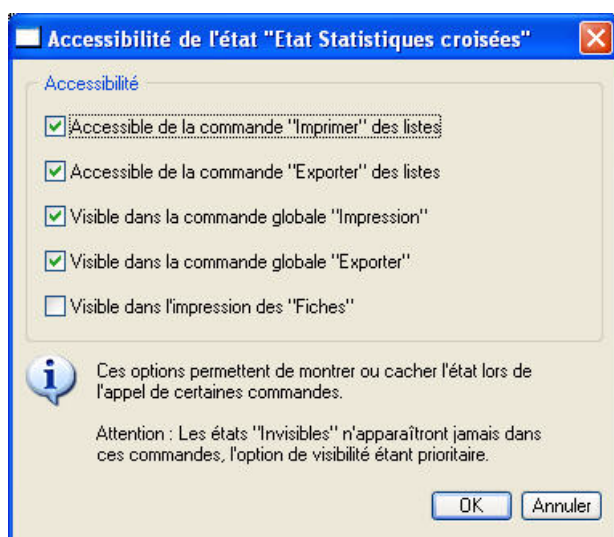 Accessibilité de l'état "Etat Statistiques croisées"
Accessibilité
Accessible de la commande "Imprimer" des listes
Accessible de la commande "Exporter" des listes
Visible dans la commande globale "Impression"
Visible dans la commande globale "Exporter"
Visible dans l'impression des "Fiches"
Ces options permettent de montrer ou cacher l'état lors de
l'appel de certaines commandes.
Attention : Les états "Invisibles" n'apparaîtront jamais dans
ces commandes, l'option de visibilité étant prioritaire.
OK
Annuler